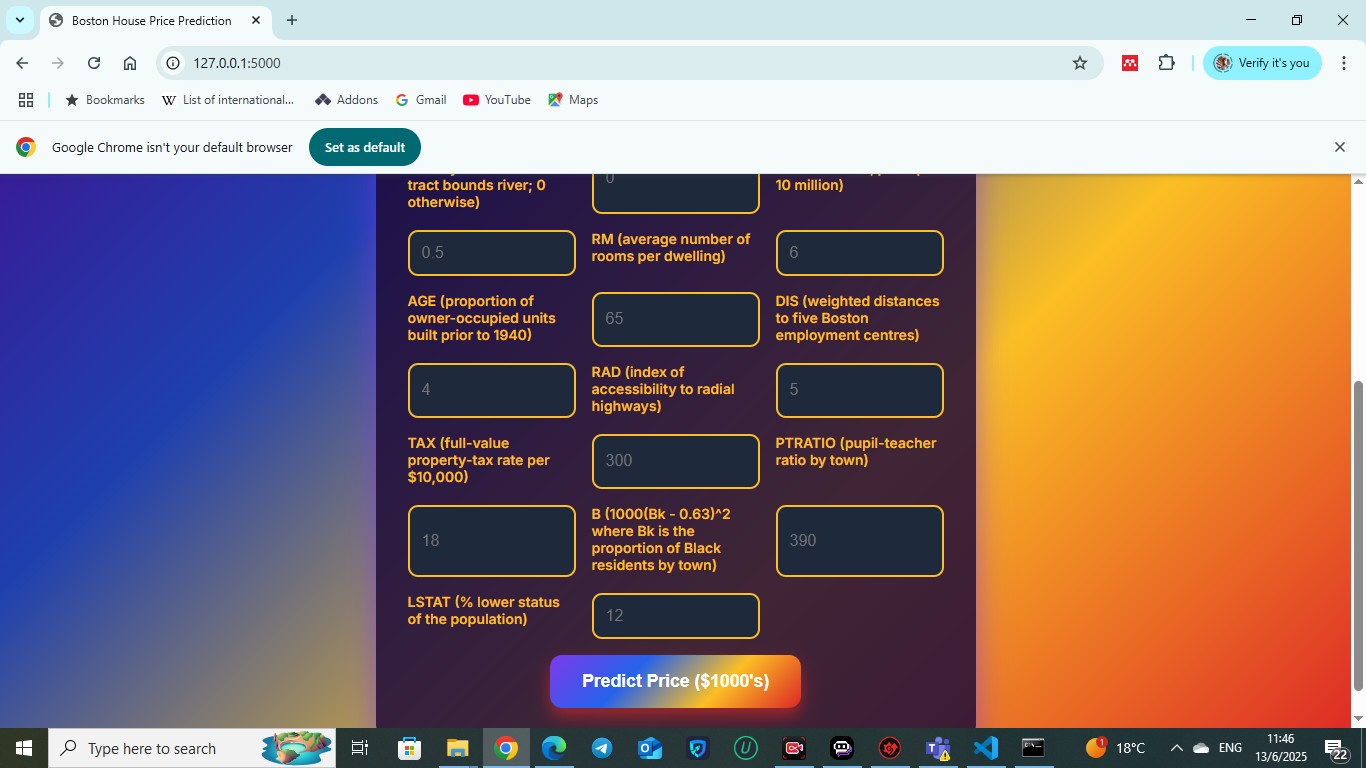 Boston House Price Prediction
127.0.0.1:5000
Verify it's you
Bookmarks
W List of international...
Addons
Gmail
YouTube
Maps
Google Chrome isn't your default browser
Set as default
tract bounds river; 0
otherwise)
0
10 million)
0.5
RM (average number of
rooms per dwelling)
6
AGE (proportion of
owner-occupied units
built prior to 1940)
65
DIS (weighted distances
to five Boston
employment centres)
4
RAD (index of
accessibility to radial
highways)
5
TAX (full-value
property-tax rate per
$10,000)
300
PTRATIO (pupil-teacher
ratio by town)
18
B (1000(Bk - 0.63)^2
where Bk is the
proportion of Black
residents by town)
390
LSTAT (% lower status
of the population)
12
Predict Price ($1000's)
Type here to search
18°C
ENG
11:46
13/6/2025
22